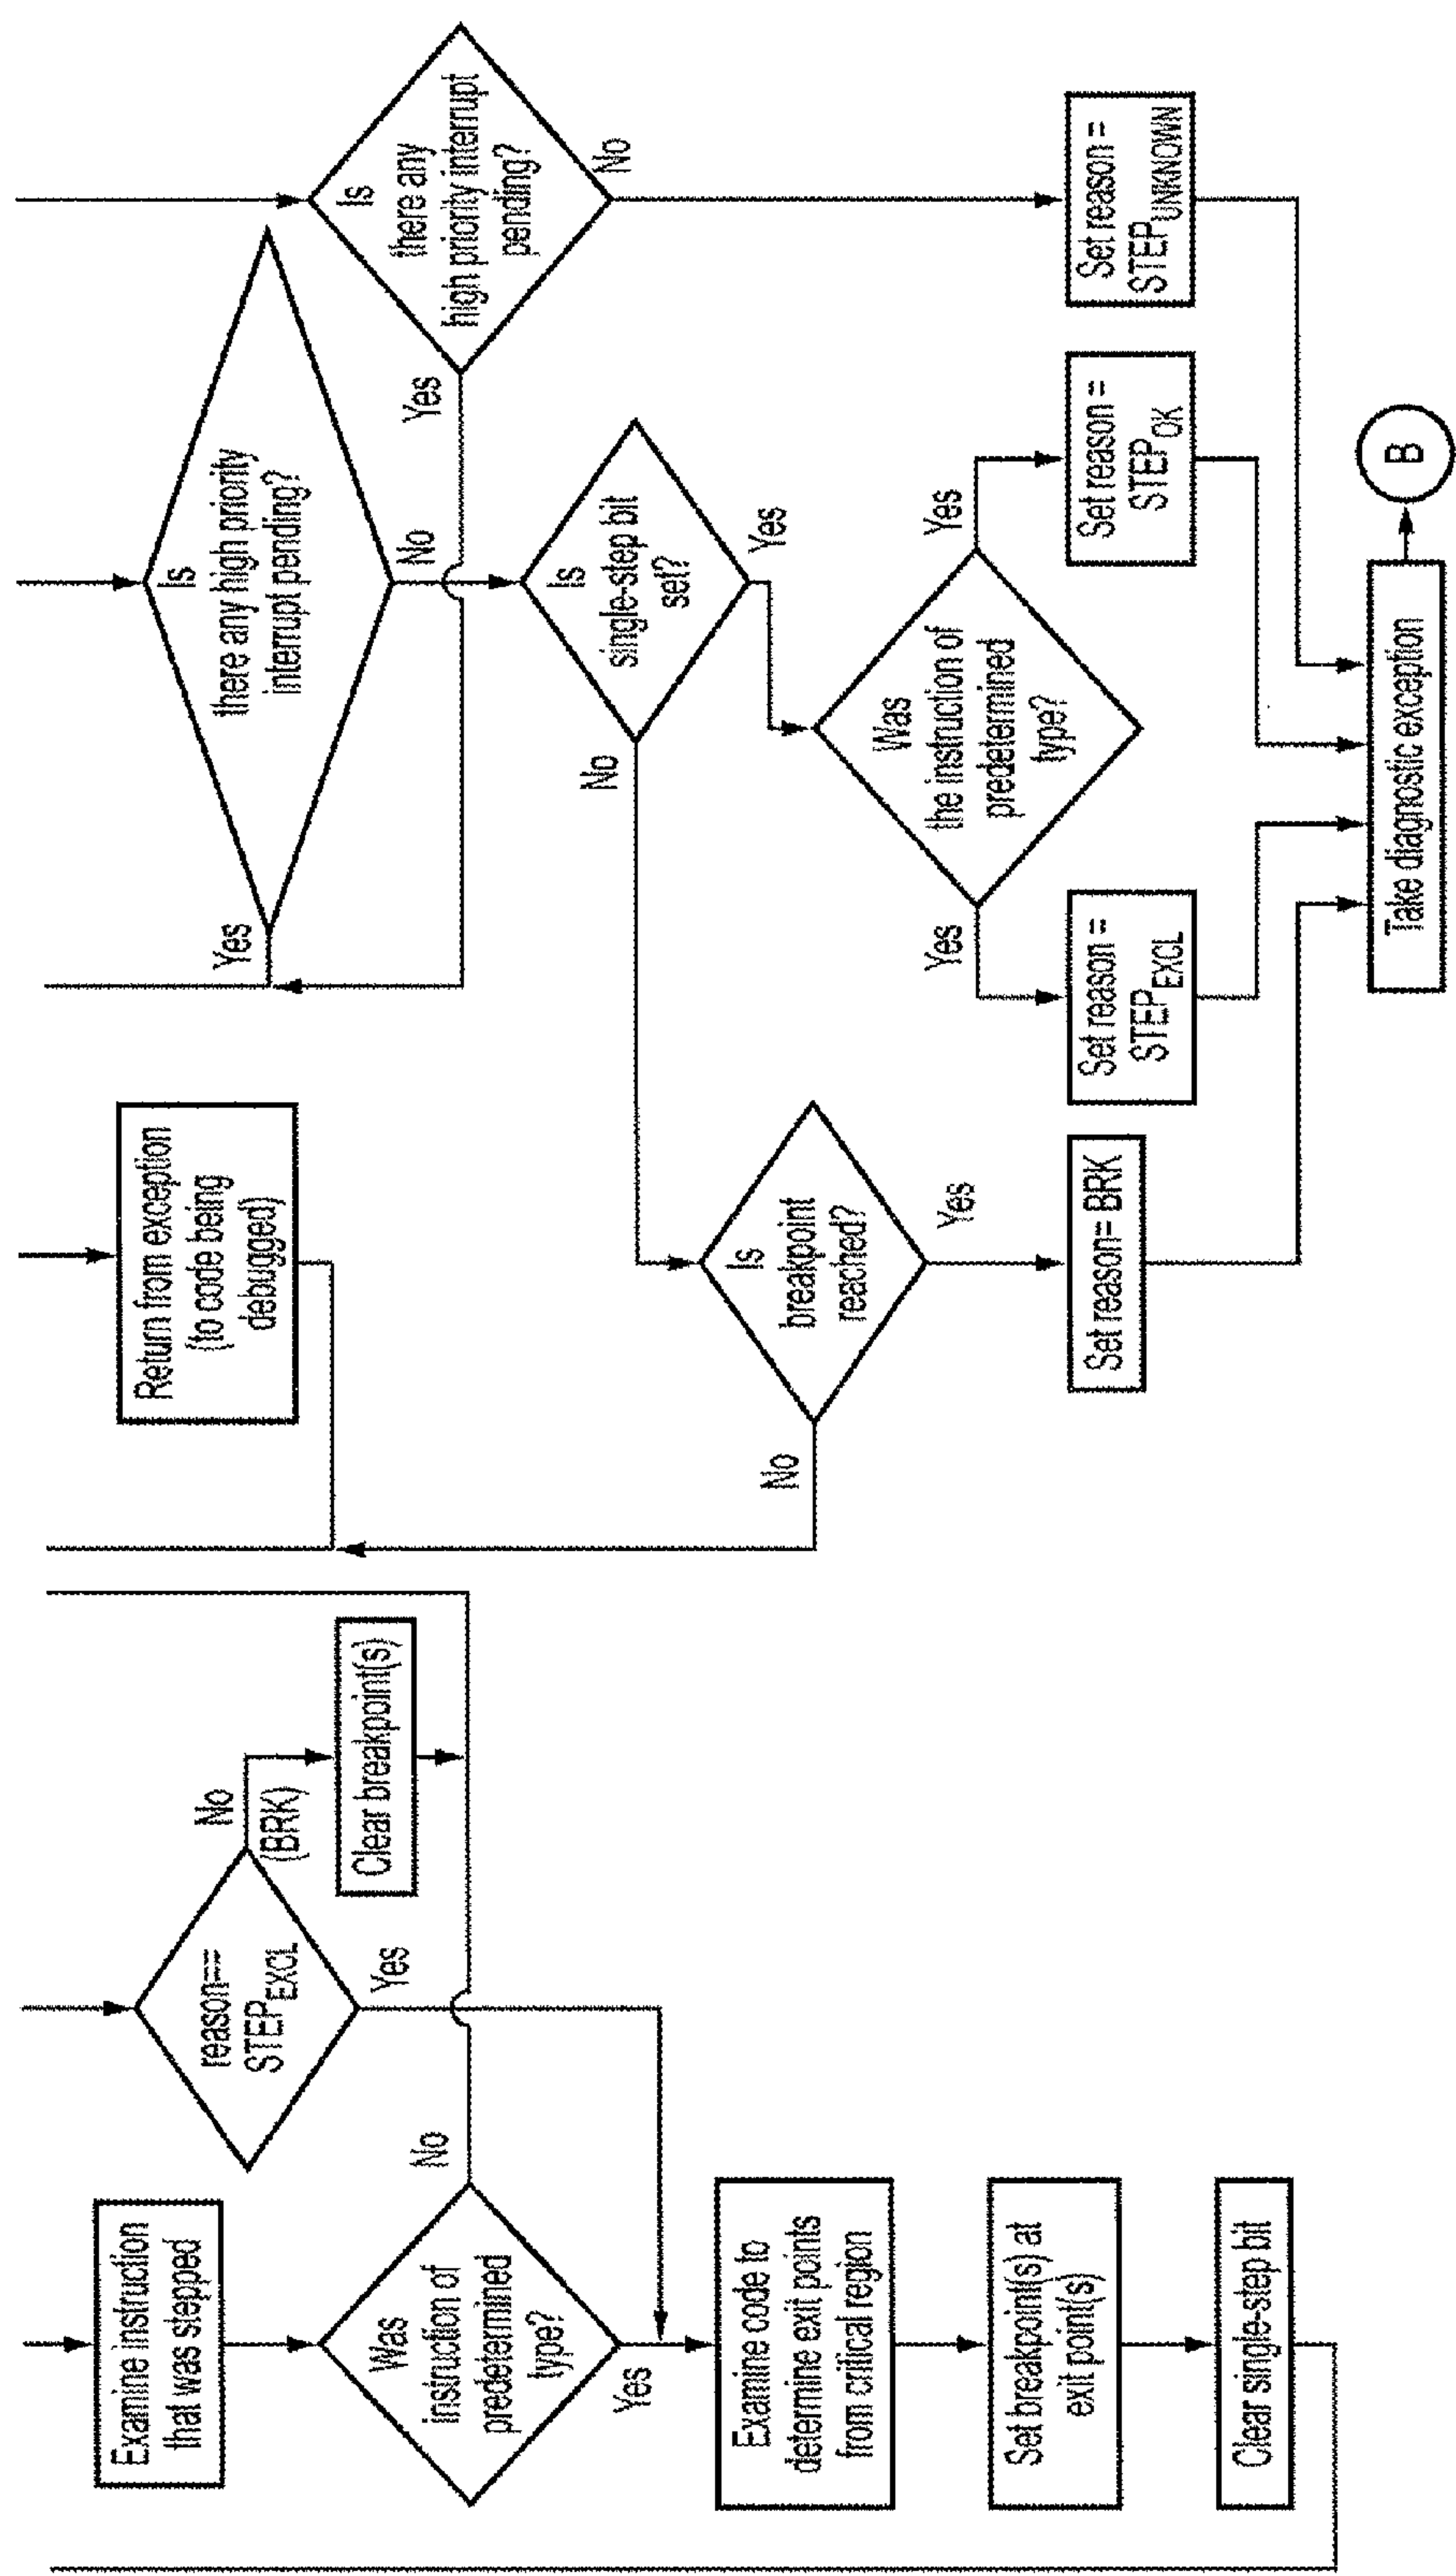 Examine instruction
that was stepped
Was
instruction of
predetermined
type?
No
Yes
Examine code to
determine exit points
from critical region
Set breakpoint(s) at
exit point(s)
Clear single-step bit
reason==
STEP_EXCL
No
(BRK)
Yes
Clear breakpoint(s)
Return from exception
(to code being
debugged)
Is
there any high priority
interrupt pending?
Yes
No
Is
there any
high priority interrupt
pending?
Yes
No
Is
single-step bit
set?
No
Yes
Is
breakpoint
reached?
No
Yes
Was
the instruction of
predetermined
type?
Yes
Yes
Set reason= BRK
Set reason =
STEP_EXCL
Set reason =
STEP_OK
Set reason =
STEP_UNKNOWN
Take diagnostic exception
B